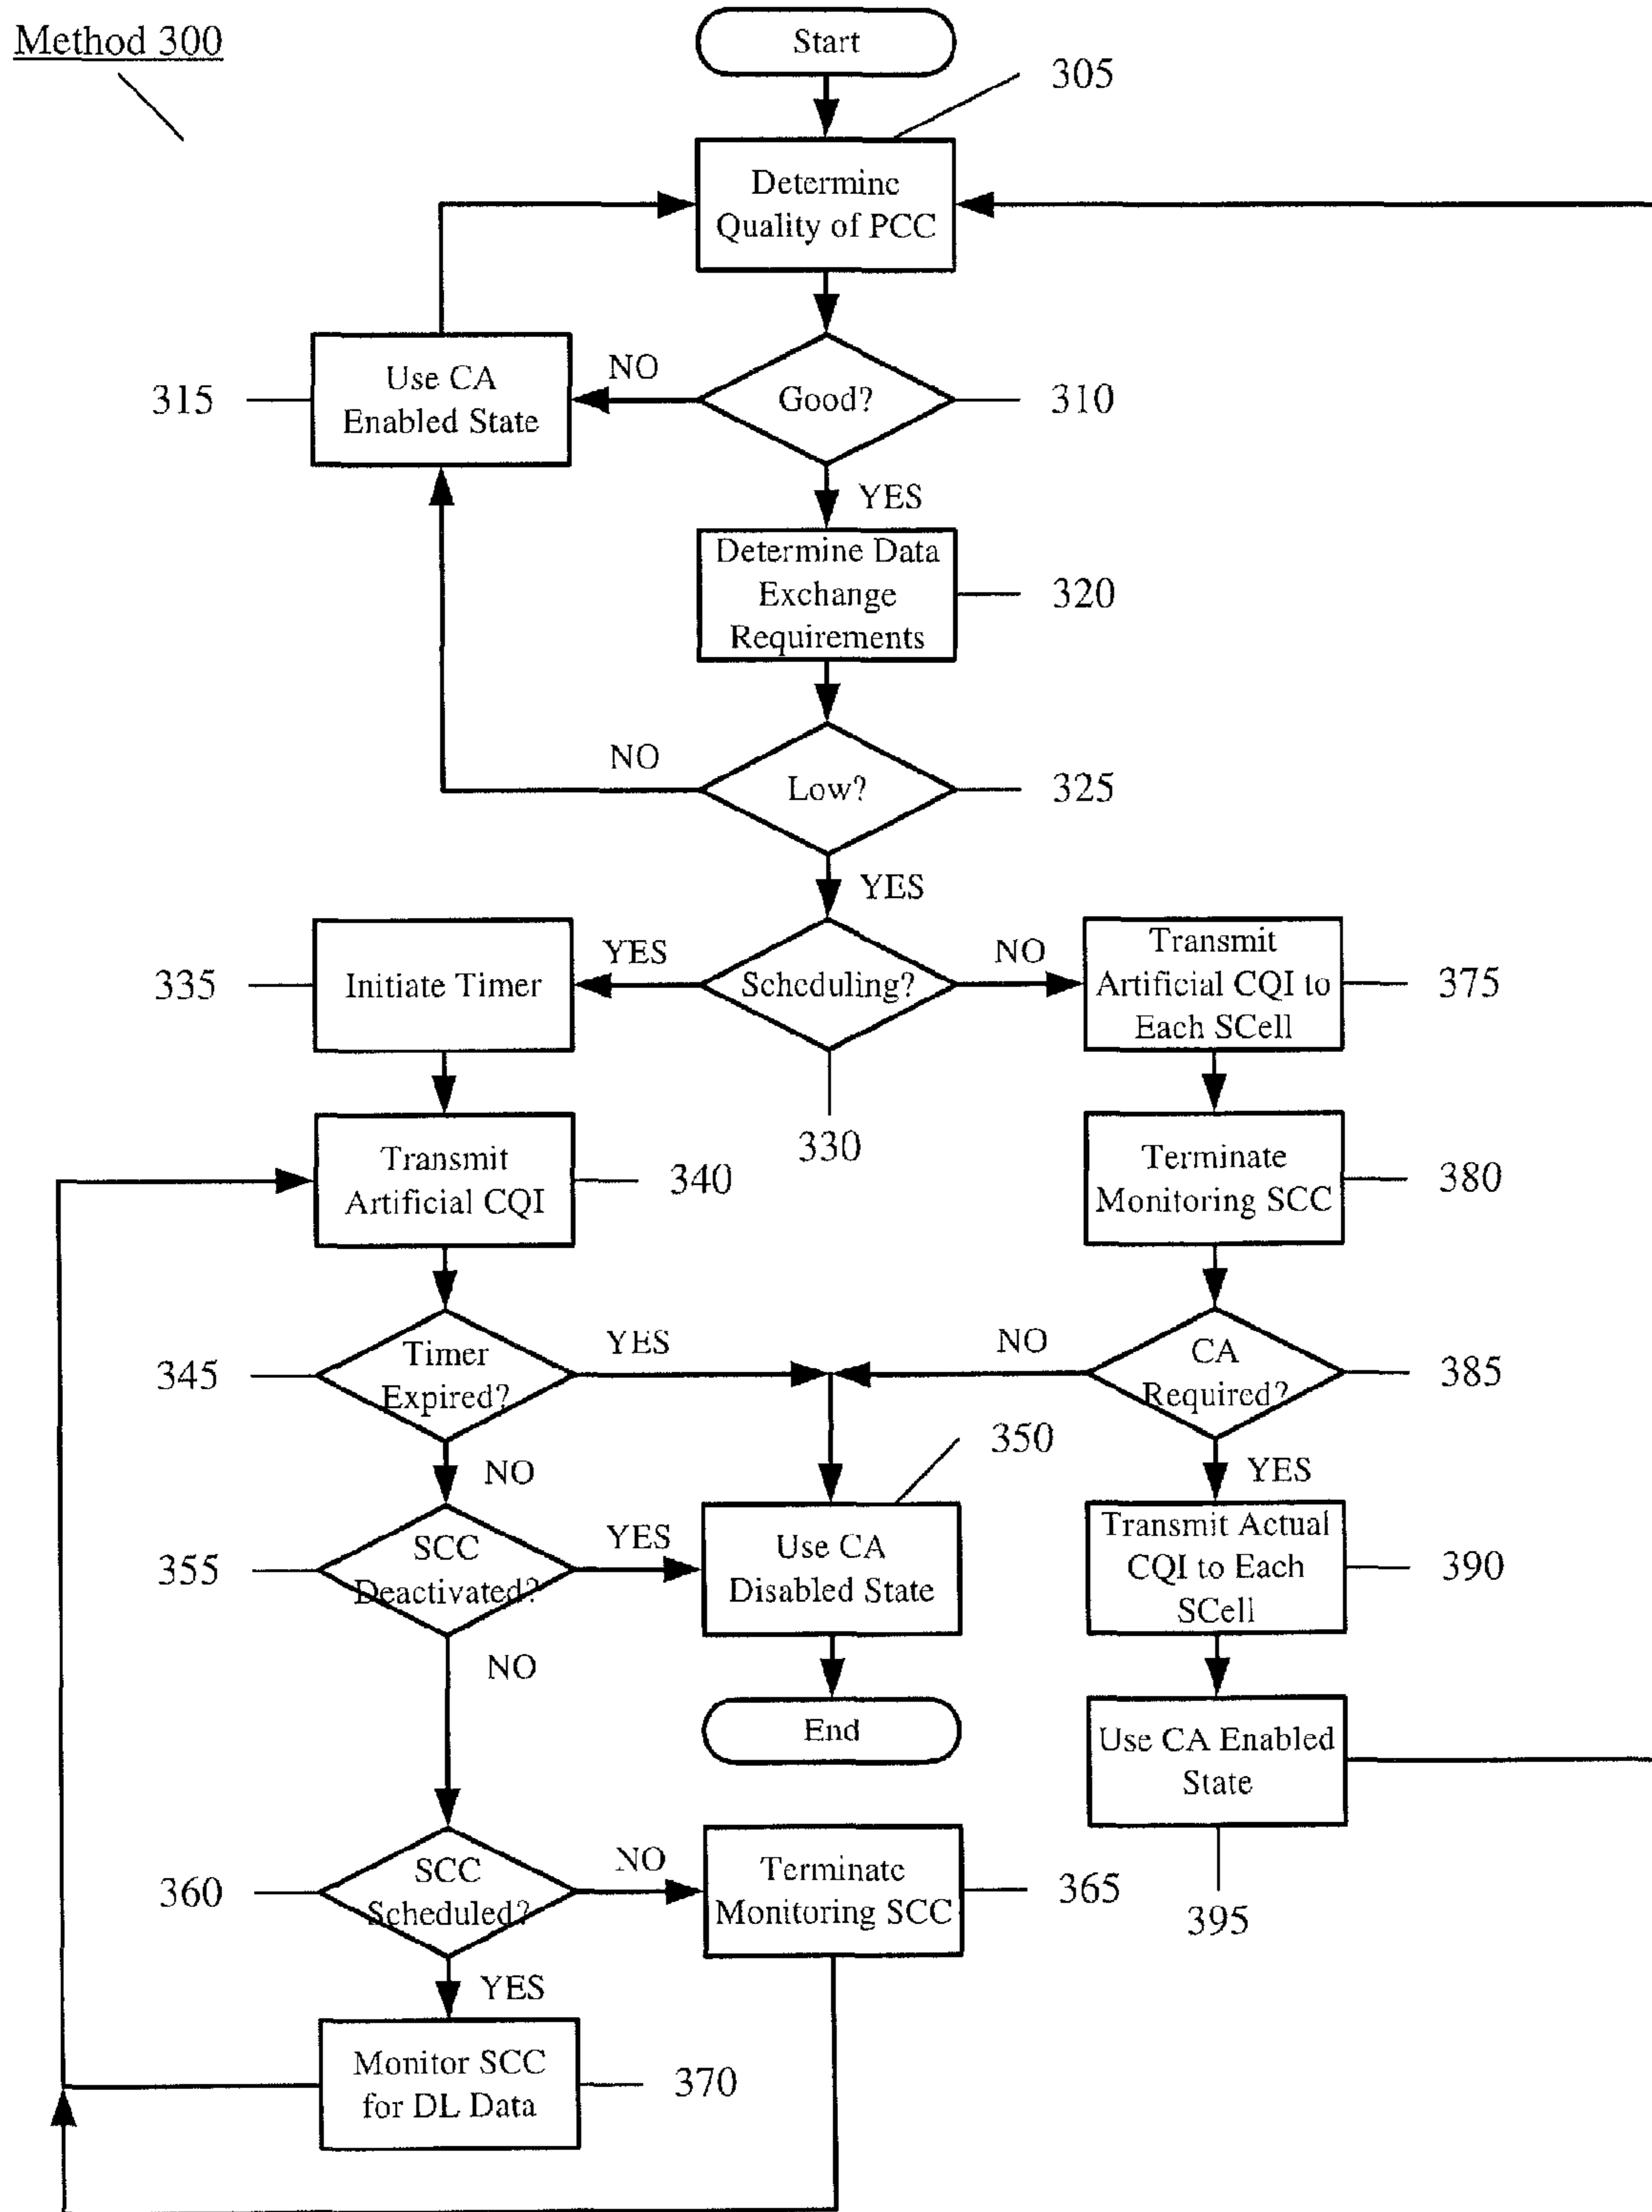 Method 300
Start
305
Determine
Quality of PCC
Use CA
Enabled State
315
NO
Good?
310
YES
Determine Data
Exchange
Requirements
320
NO
Low?
325
YES
335
Initiate Timer
YES
Scheduling?
NO
Transmit
Artificial CQI to
Each SCell
375
330
Transmit
Artificial CQI
340
Terminate
Monitoring SCC
380
345
Timer
Expired?
YES
NO
CA
Required?
385
NO
350
YES
355
SCC
Deactivated?
YES
Use CA
Disabled State
Transmit Actual
CQI to Each
SCell
390
NO
End
Use CA Enabled
State
395
360
SCC
Scheduled?
NO
Terminate
Monitoring SCC
365
YES
Monitor SCC
for DL Data
370